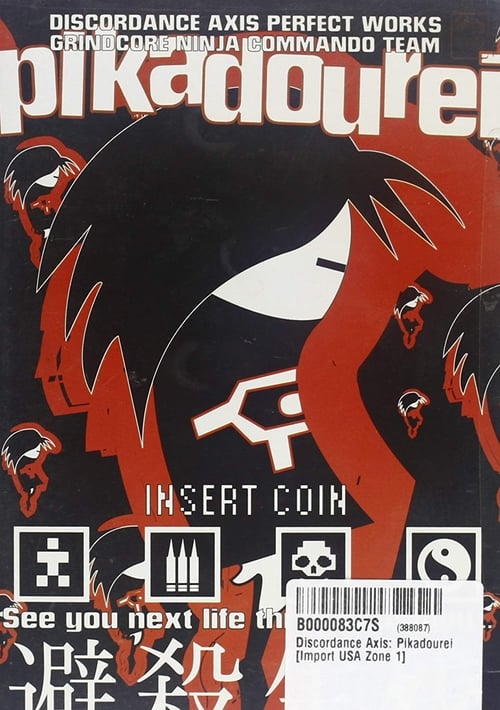 DISCORDANCE AXIS PERFECT WORKS
GRINDCORE NINJA COMMANDO TEAM
pikadourei
INSERT COIN
See you next life
避殺
B000083C7S (388087)
Discordance Axis: Pikadourei
[Import USA Zone 1]